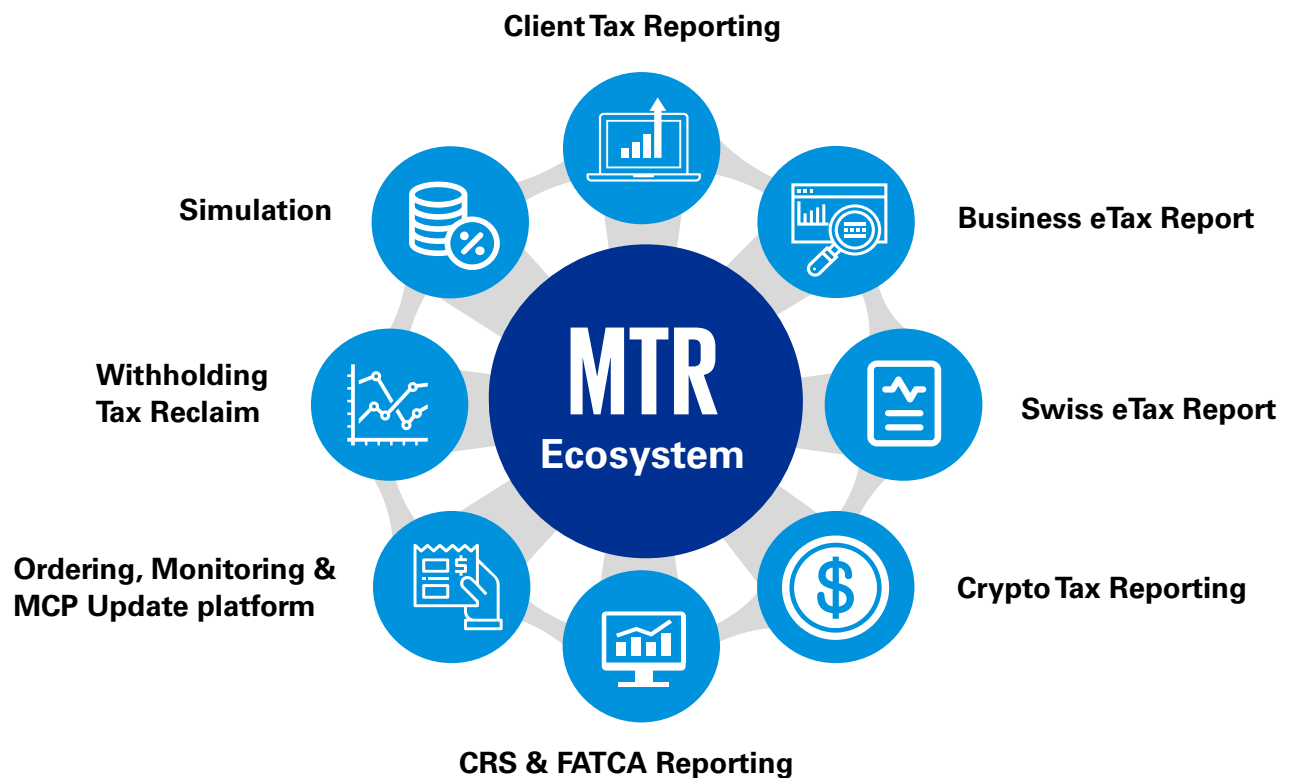 Client Tax Reporting
Business eTax Report
Swiss eTax Report
Crypto Tax Reporting
CRS & FATCA Reporting
Ordering, Monitoring &
MCP Update platform
Withholding
Tax Reclaim
Simulation
MTR
Ecosystem